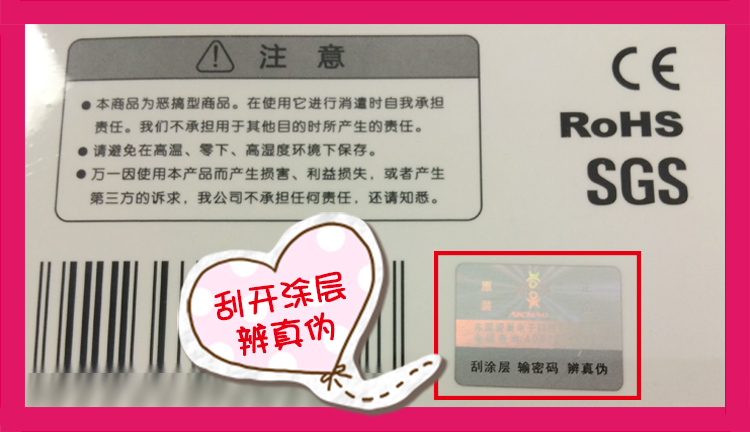 注 意
● 本商品为恶搞型商品。在使用它进行消遣时自我承担
责任。我们不承担用于其他目的时所产生的责任。
● 请避免在高温、零下、高湿度环境下保存。
● 万一因使用本产品而产生损害、利益损失，或者产生
第三方的诉求，我公司不承担任何责任，还请知悉。
CE
RoHS
SGS
刮开涂层
辨真伪
刮涂层 输密码 辨真伪